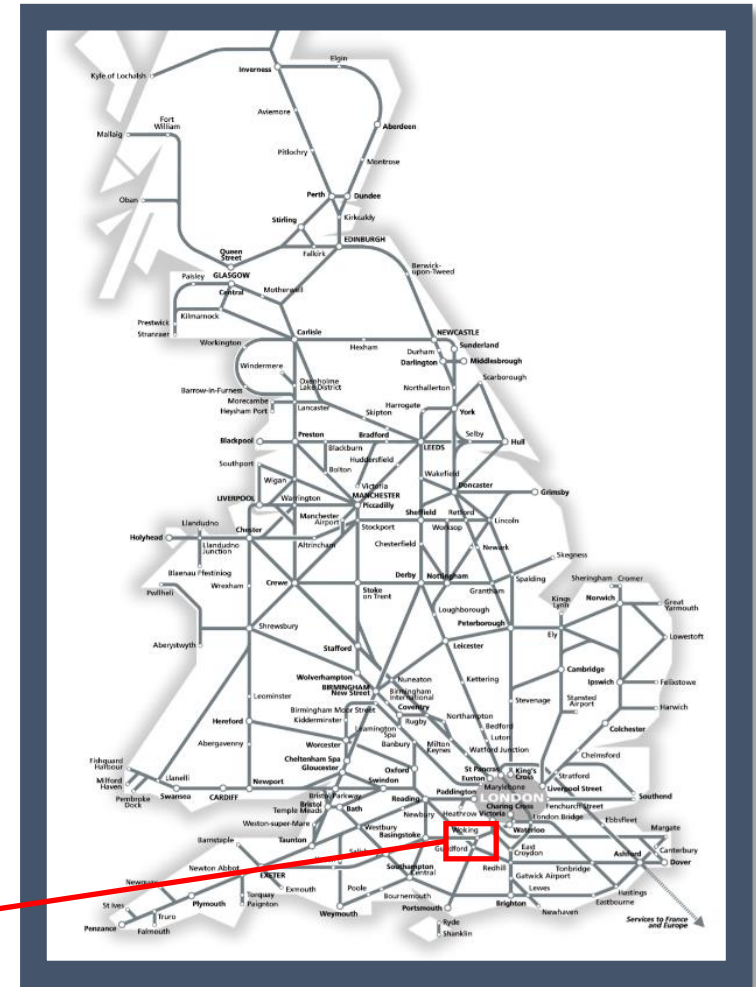 Elgin
Kyle of Lochalsh
Inverness
Aviemore
Fort
William
Aberdeen
Mallaig
Pitlochry
Montrose
Perth
Dundee
Oban
Stirling
Kirkcaldy
EDINBURGH
Queen
Street
Falkirk
Berwick-
upon-Tweed
Paisley
GLASGOW
Central
Motherwell
Prestwick
Kilmarnock
Stranraer
Carlisle
NEWCASTLE
Workington
Hexham
Sunderland
Durham
Darlington
Middlesbrough
Windermere
Scarborough
Oxenholme
Lake District
Barrow-in-Furness
Northallerton
Morecambe
Lancaster
Harrogate
Heysham Port
Skipton
York
Preston
Bradford
Selby
Blackpool
Blackburn
LEEDS
Hull
Huddersfield
Southport
Bolton
Wakefield
Wigan
Victoria
MANCHESTER
Doncaster
Grimsby
LIVERPOOL
Warrington
Piccadilly
Manchester
Airport
Sheffield
Retford
Llandudno
Chester
Stockport
Worksop
Lincoln
Holyhead
Llandudno
Junction
Altrincham
Chesterfield
Newark
Skegness
Blaenau Ffestiniog
Derby
Nottingham
Sheringham
Cromer
Pwllheli
Wrexham
Crewe
Stoke
on Trent
Grantham
Spalding
Kings
Lynn
Norwich
Great
Yarmouth
Loughborough
Shrewsbury
Peterborough
Ely
Lowestoft
Aberystwyth
Stafford
Leicester
Wolverhampton
Nuneaton
Cambridge
BIRMINGHAM
New Street
Birmingham
International
Kettering
Ipswich
Felixstowe
Leominster
Coventry
Stansted
Airport
Birmingham Moor Street
Rugby
Northampton
Stevenage
Harwich
Hereford
Kidderminster
Leamington
Spa
Bedford
Colchester
Abergavenny
Worcester
Banbury
Milton
Keynes
Luton
Watford Junction
Chelmsford
Cheltenham Spa
Fishguard
Harbour
Gloucester
Oxford
St Pancras
King's
Cross
Stratford
Milford
Haven
Llanelli
Newport
Swindon
Euston
Marylebone
Liverpool Street
Pembroke
Dock
Swansea
CARDIFF
Bristol Parkway
Reading
Paddington
LONDON
Fenchurch Street
Southend
Bristol
Temple Meads
Bath
Newbury
Heathrow
Victoria
Charing Cross
London Bridge
Weston-super-Mare
Westbury
Basingstoke
Woking
Waterloo
Ebbsfleet
Margate
Barnstaple
Taunton
Guildford
East
Croydon
Canterbury
Newton Abbot
Redhill
Tonbridge
Ashford
Dover
EXETER
Southampton
Central
Gatwick Airport
Newquay
Exmouth
Poole
Lewes
Hastings
St Ives
Plymouth
Torquay
Paignton
Bournemouth
Portsmouth
Brighton
Eastbourne
Truro
Weymouth
Newhaven
Penzance
Falmouth
Ryde
Shanklin
Services to France
and Europe